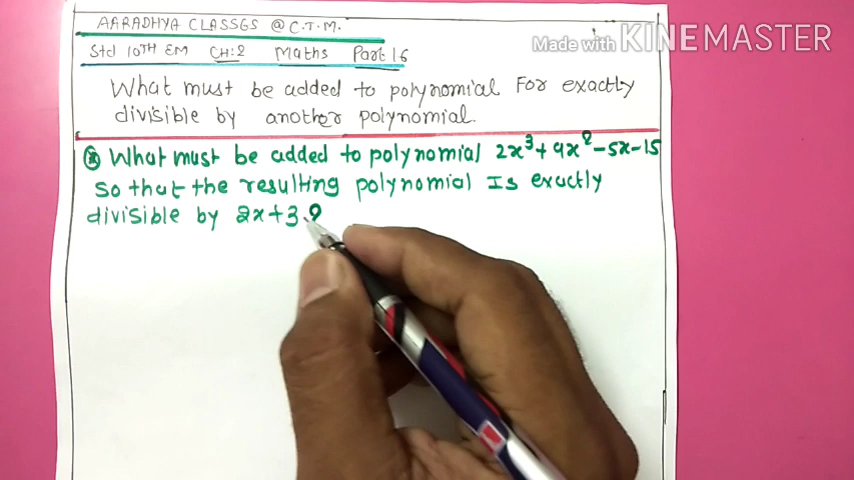 AARADHYA CLASSES @ C.T.M.
Made with KINEMASTER
Std 10TH EM CH:2 Maths Part 16
What must be added to polynomial For exactly
divisible by another polynomial.
⊛ What must be added to polynomial 2x³+9x²-5x-15
so that the resulting polynomial Is exactly
divisible by 2x+3.?